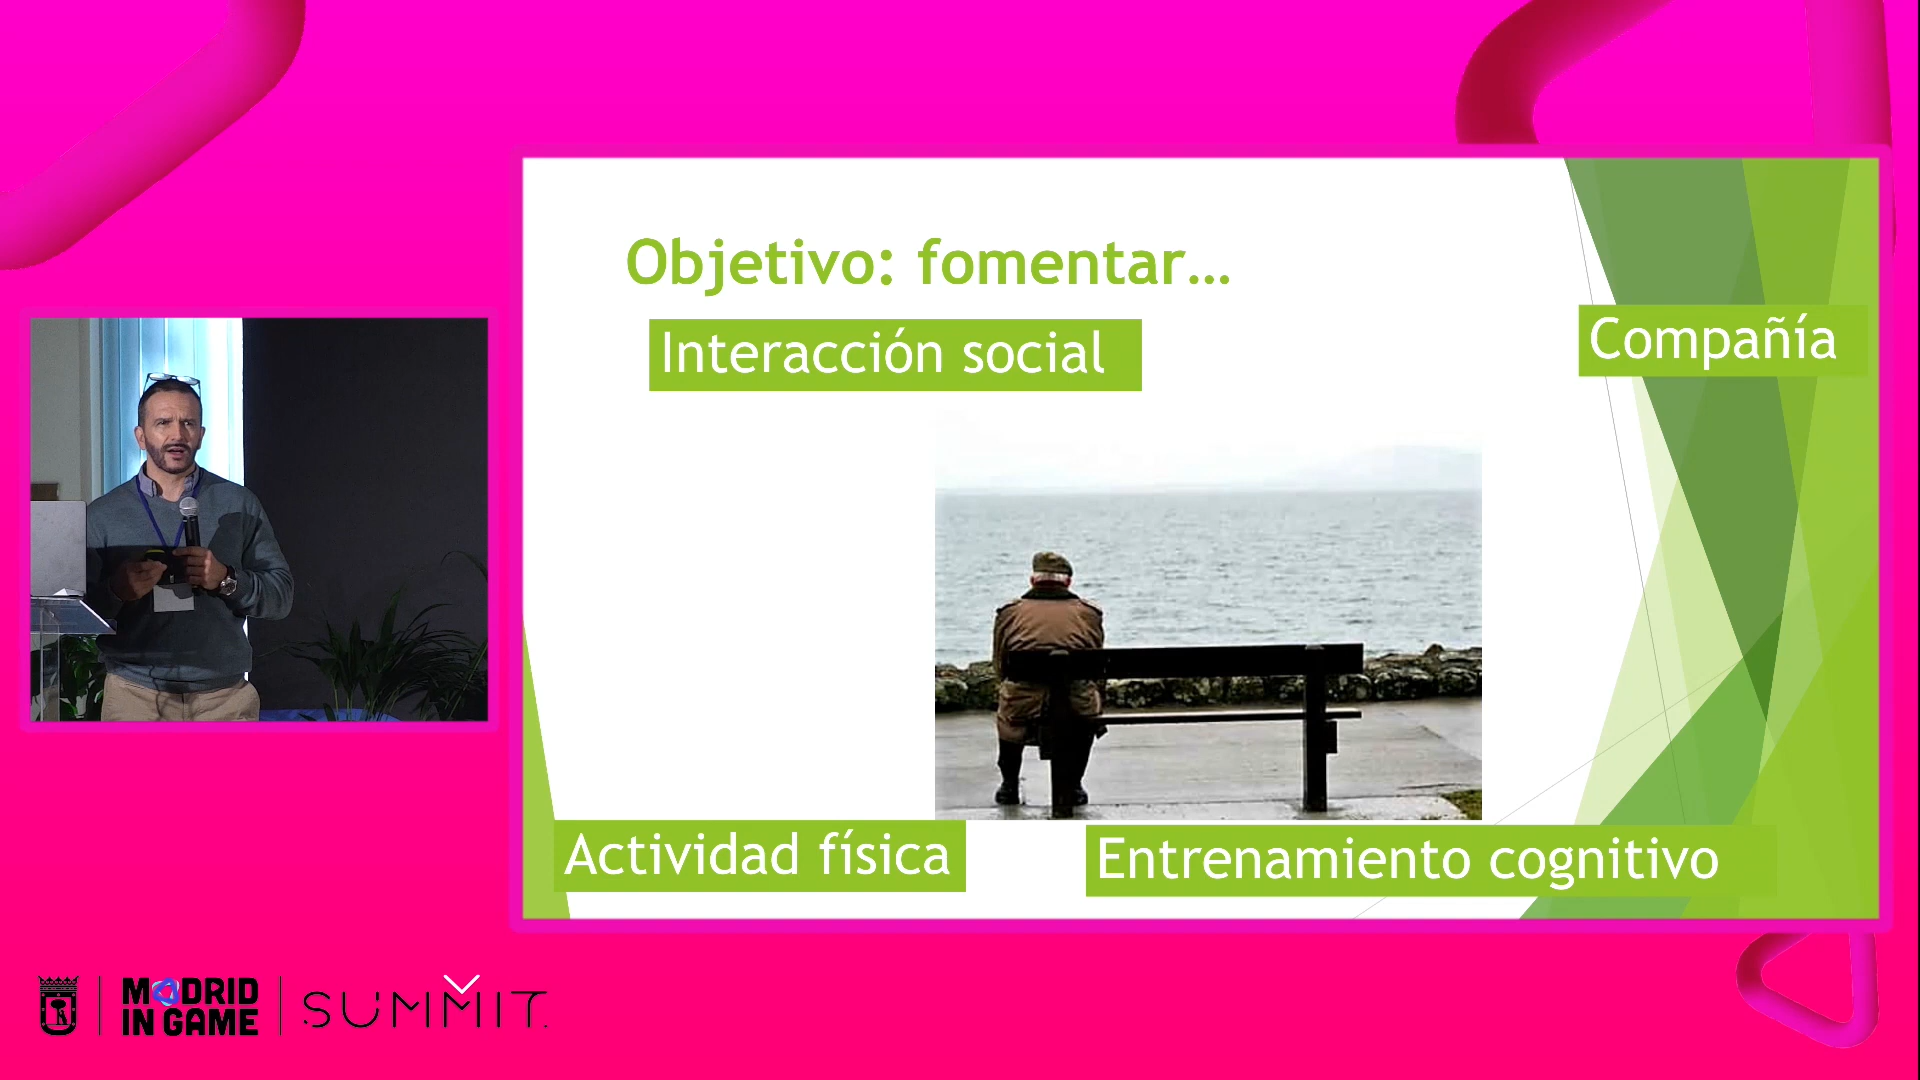 Objetivo: fomentar...
Interacción social
Compañía
Actividad física
Entrenamiento cognitivo
MADRID
IN GAME
SUMMIT